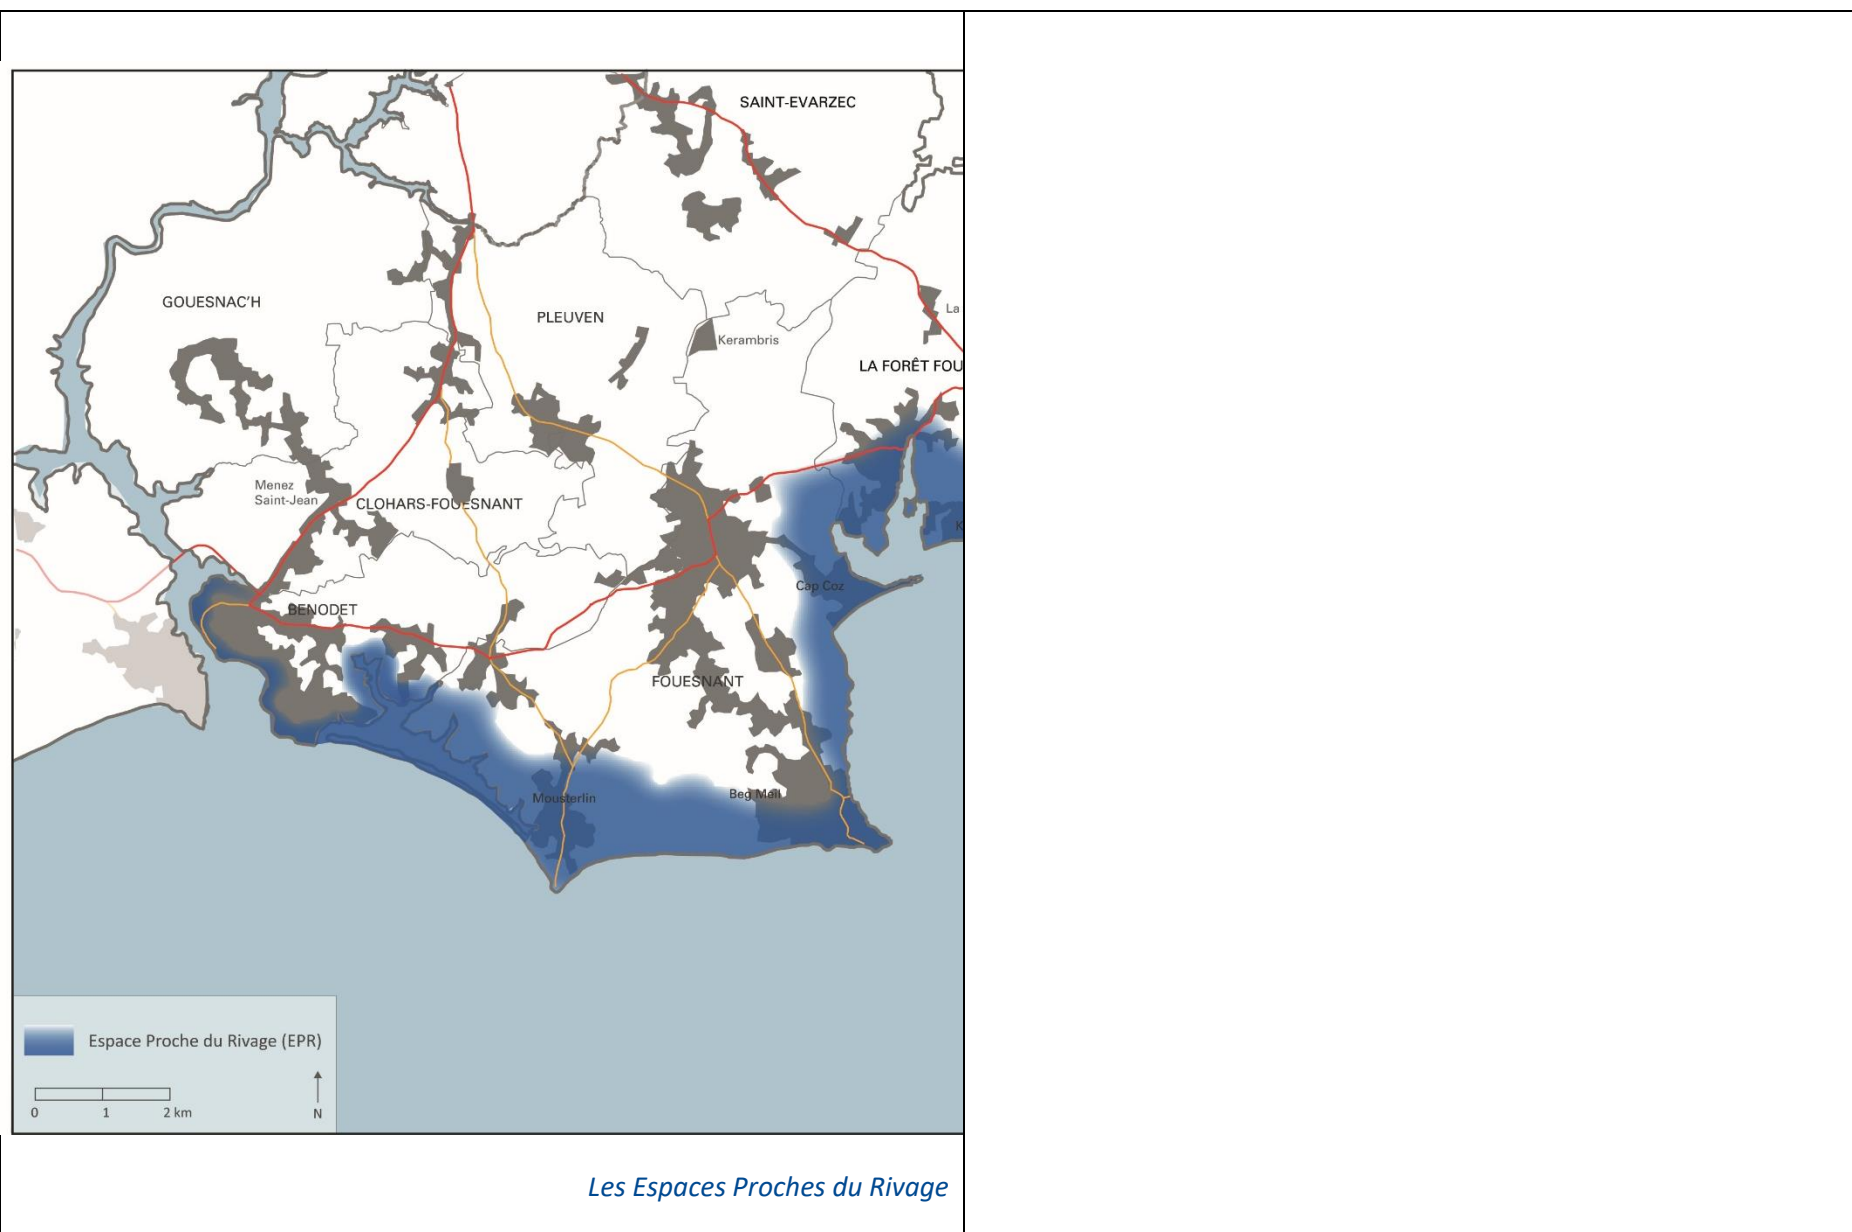 SAINT-EVARZEC
GOUESNAC'H
PLEUVEN
La
Kerambris
LA FORÊT FOU
Menez
Saint-Jean
CLOHARS-FOUESNANT
K
Cap Coz
BENODET
FOUESNANT
Mousterlin
Beg Meil
Espace Proche du Rivage (EPR)
0 1 2 km
N
Les Espaces Proches du Rivage